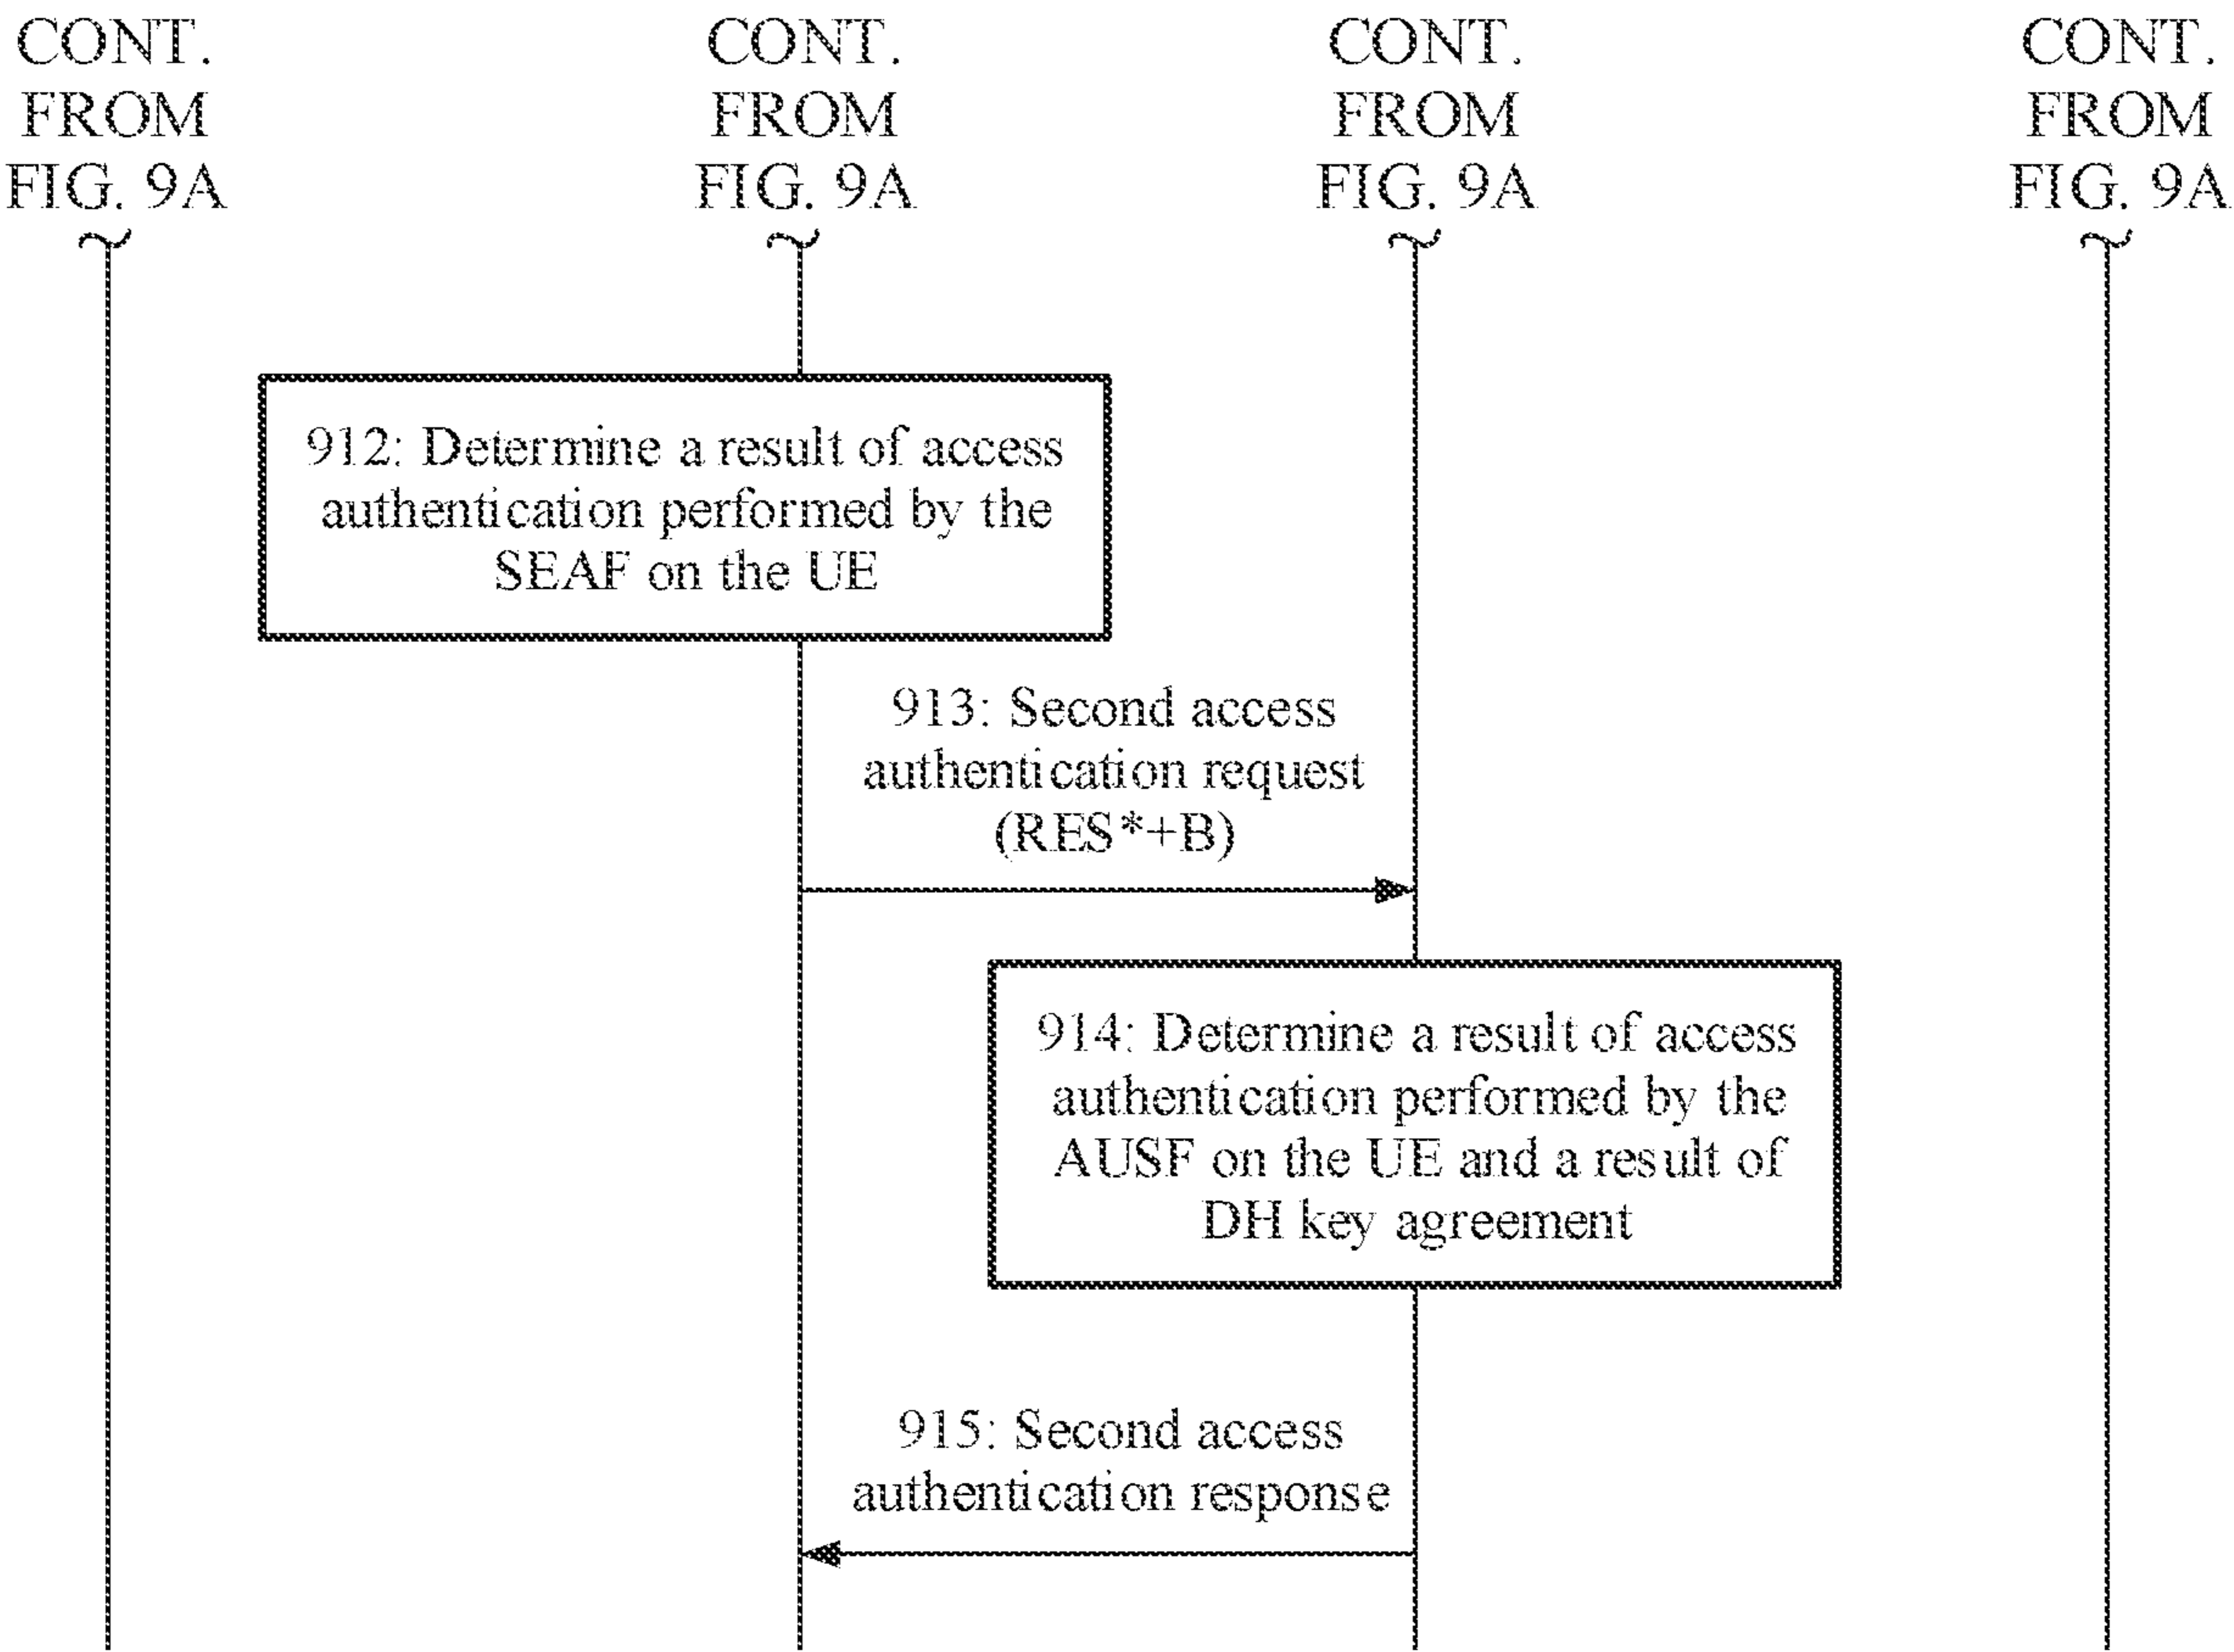 CONT.
FROM
FIG. 9A
CONT.
FROM
FIG. 9A
CONT.
FROM
FIG. 9A
CONT.
FROM
FIG. 9A
912: Determine a result of access
authentication performed by the
SEAF on the UE
913: Second access
authentication request
(RES*+B)
914: Determine a result of access
authentication performed by the
AUSF on the UE and a result of
DH key agreement
915: Second access
authentication response